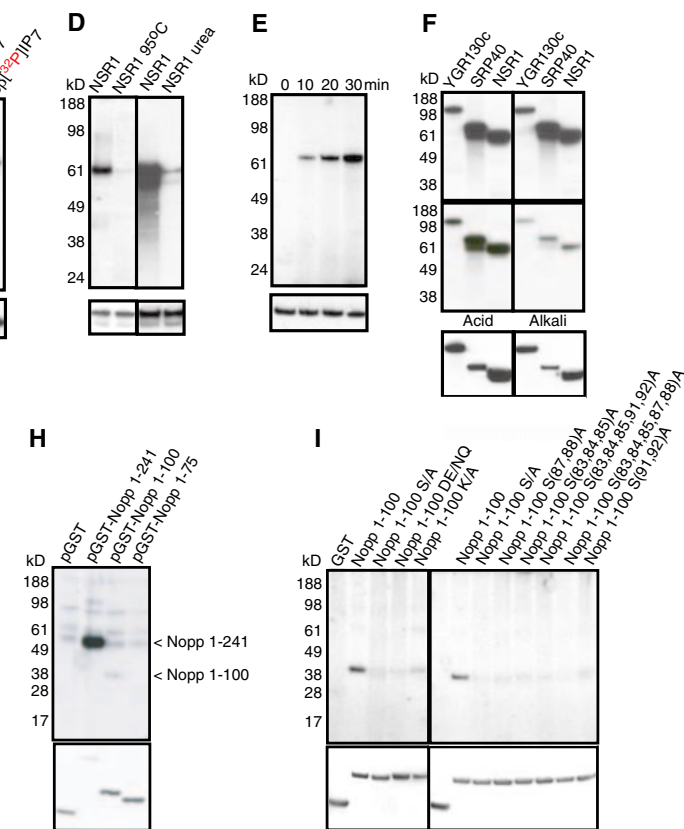 7
pt[32P]P7
D
NSR1
NSR1 95ºC
NSR1
NSR1 urea
kD
188
98
61
49
38
24
E
kD
0 10 20 30min
188
98
61
49
38
24
F
YGR130c
SRP40
NSR1
YGR130c
SRP40
NSR1
kD
188
98
61
49
38
188
98
61
49
38
Acid Alkali
H
pGST
pGST-Nopp 1-241
pGST-Nopp 1-100
pGST-Nopp 1-75
kD
188
98
61
49
38
28
17
< Nopp 1-241
< Nopp 1-100
I
GST
Nopp 1-100
Nopp 1-100 S/A
Nopp 1-100 DE/NQ
Nopp 1-100 K/A
Nopp 1-100
Nopp 1-100 S/A
Nopp 1-100 S(87,88)A
Nopp 1-100 S(83,84,85)A
Nopp 1-100 S(83,84,85,91,92)A
Nopp 1-100 S(83,84,85,87,88)A
Nopp 1-100 S(91,92)A
kD
188
98
61
49
38
28
17